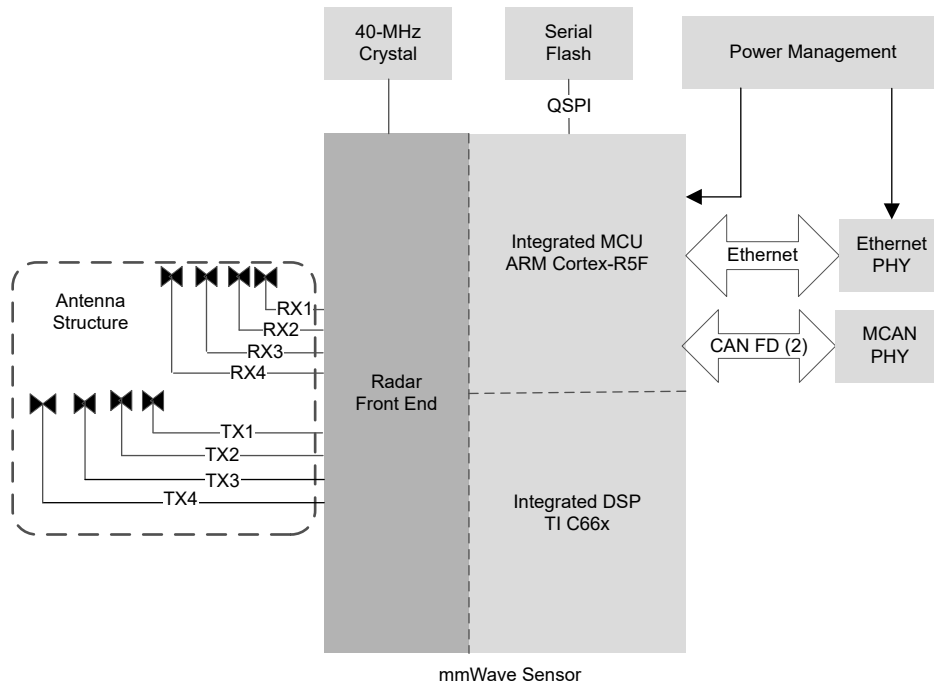 40-MHz
Crystal
Serial
Flash
Power Management
QSPI
Integrated MCU
ARM Cortex-R5F
Ethernet
Ethernet
PHY
Antenna
Structure
RX1
RX2
RX3
RX4
CAN FD (2)
MCAN
PHY
Radar
Front End
TX1
TX2
TX3
TX4
Integrated DSP
TI C66x
mmWave Sensor